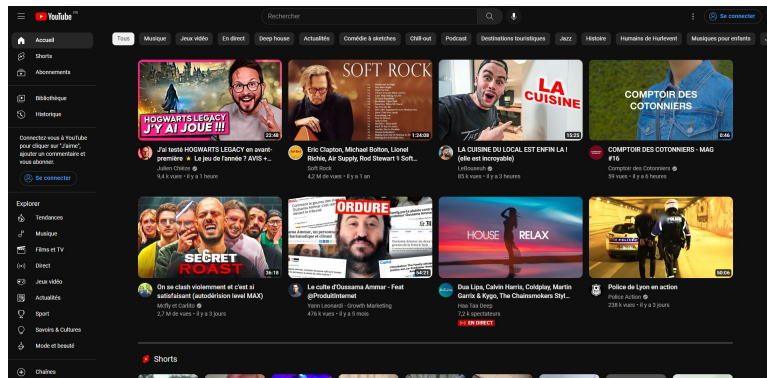 YouTube FR
Rechercher
Se connecter
Accueil
Shorts
Abonnements
Bibliothèque
Historique
Connectez-vous à YouTube
pour cliquer sur "J'aime",
ajouter un commentaire et
vous abonner.
Se connecter
Explorer
Tendances
Musique
Films et TV
Direct
Jeux vidéo
Actualités
Sport
Savoirs & Cultures
Mode et beauté
Chaînes
Tous
Musique
Jeux vidéo
En direct
Deep house
Actualités
Comédie à sketches
Chill-out
Podcast
Destinations touristiques
Jazz
Histoire
Humains de Hurlevent
Musiques pour enfants
HOGWARTS LEGACY
J'Y AI JOUÉ !!!
22:48
J'ai testé HOGWARTS LEGACY en avant-
première ★ Le jeu de l'année ? AVIS +...
Julien Chièze
9,4 k vues • il y a 1 heure
SOFT ROCK
1:24:08
Eric Clapton, Michael Bolton, Lionel
Richie, Air Supply, Rod Stewart Soft...
Soft Rock
4,2 M de vues • il y a 1 an
LA
CUISINE
15:25
LA CUISINE DU LOCAL EST ENFIN LA !
(elle est incroyable)
LeBouseuh
85 k vues • il y a 3 heures
COMPTOIR DES
COTONNIERS
0:46
COMPTOIR DES COTONNIERS - MAG
#16
Comptoir des Cotonniers
59 vues • il y a 6 heures
SECRET
ROAST
36:18
On se clash violemment et c'est si
satisfaisant (autodérision level MAX)
Mcfly et Carlito
2,7 M de vues • il y a 3 jours
ORDURE
54:21
Le culte d'Oussama Ammar - Feat
@ProduitInternet
Yann Leonardi - Growth Marketing
476 k vues • il y a 5 mois
HOUSE RELAX
Dua Lipa, Calvin Harris, Coldplay, Martin
Garrix & Kygo, The Chainsmokers Styl...
Haa Taa Deep
7,2 k spectateurs
EN DIRECT
POLICE
50:06
Police de Lyon en action
Police Action
238 k vues • il y a 3 jours
Shorts